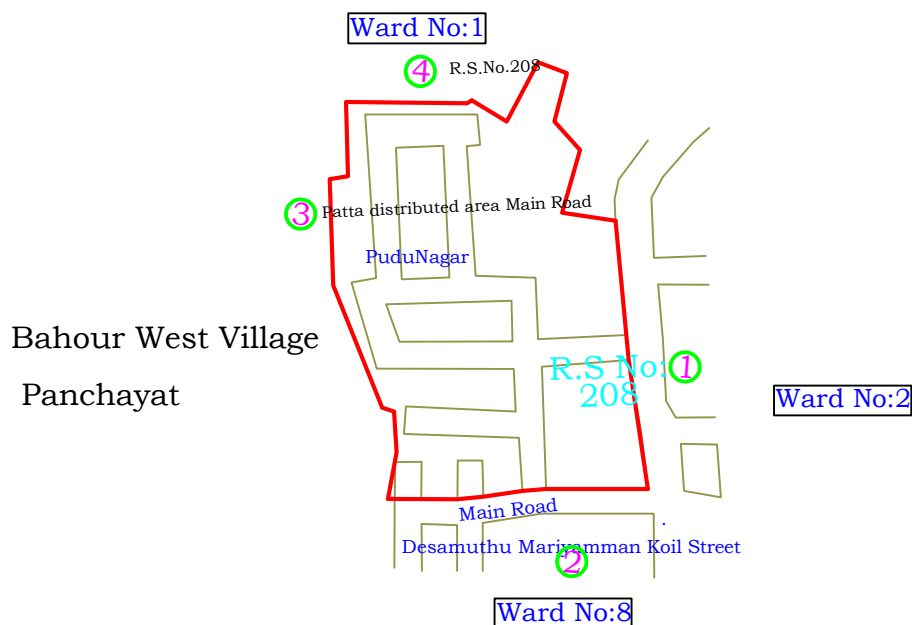 Ward No:1
4
R.S.No.208
3
Patta distributed area Main Road
PuduNagar
Bahour West Village
Panchayat
R.S No:
208
1
Ward No:2
Main Road
Desamuthu Mariyamman Koil Street
2
Ward No:8